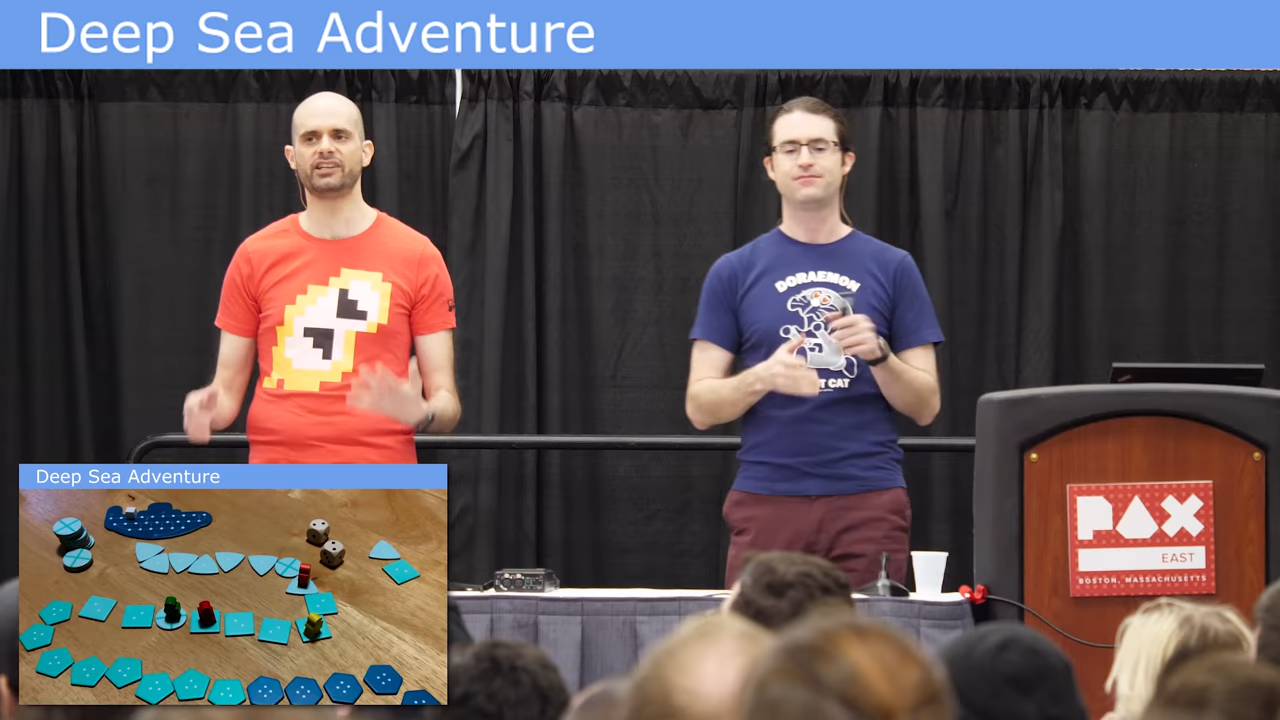 Deep Sea Adventure
DORAEMON
T CAT
PAX
EAST
BOSTON, MASSACHUSETTS
Deep Sea Adventure